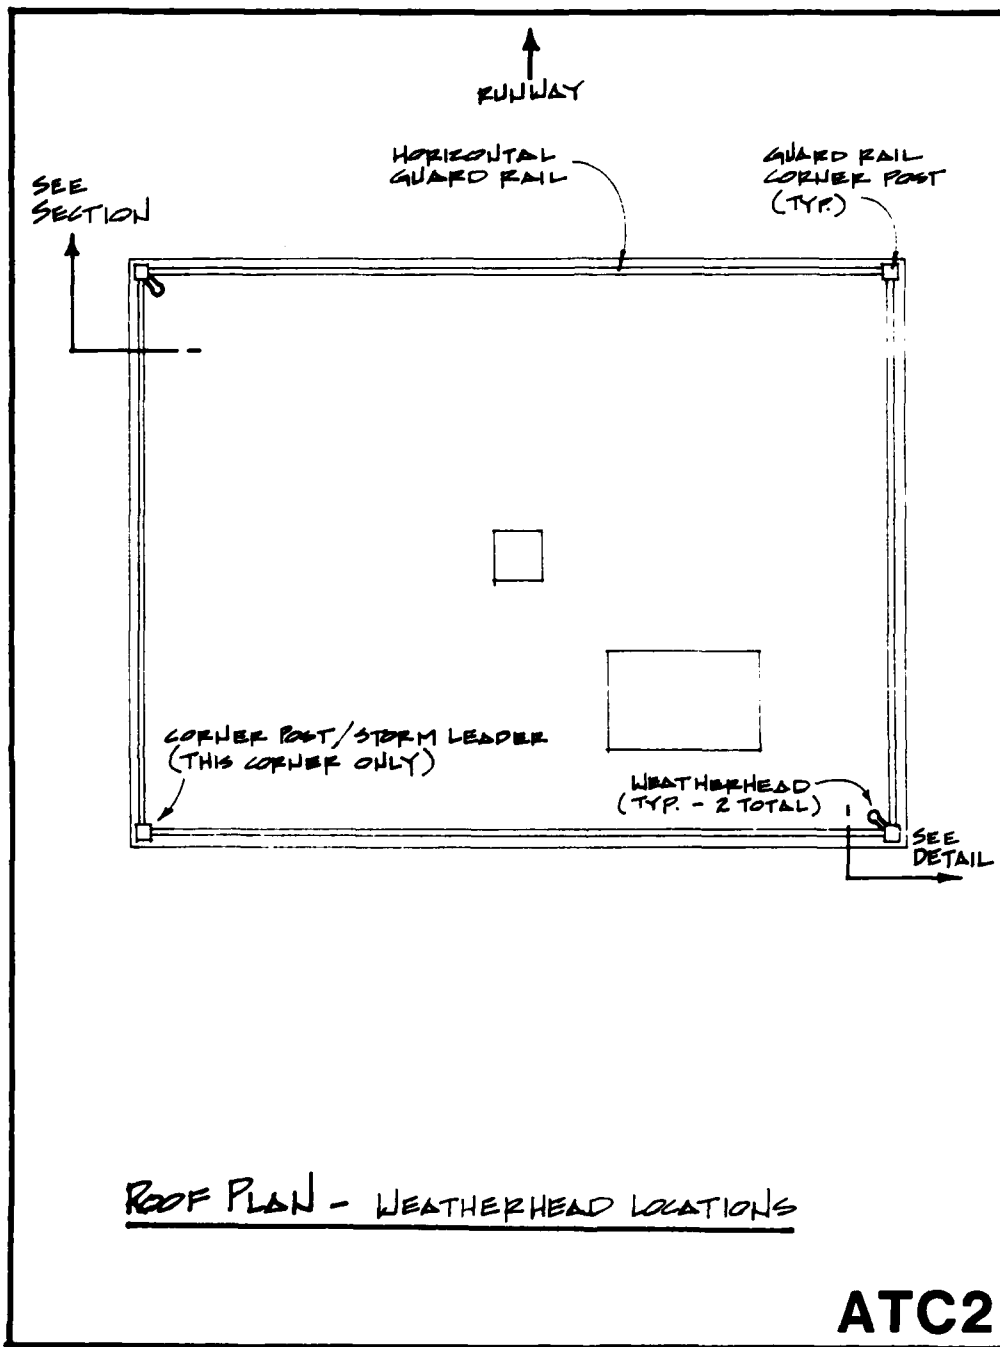 RUNWAY
HORIZONTAL
GUARD RAIL
GUARD RAIL
CORNER POST
(TYP.)
SEE
SECTION
CORNER POST/STORM LEADER
(THIS CORNER ONLY)
WEATHERHEAD
(TYP. - 2 TOTAL)
SEE
DETAIL
ROOF PLAN - WEATHERHEAD LOCATIONS
ATC2